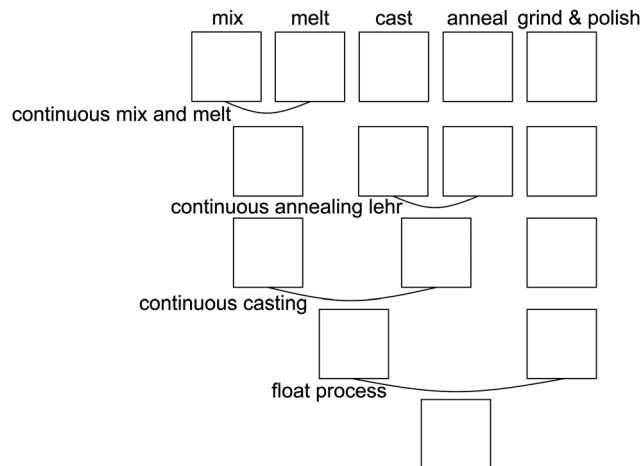 mix melt cast anneal grind & polish
continuous mix and melt
continuous annealing lehr
continuous casting
float process